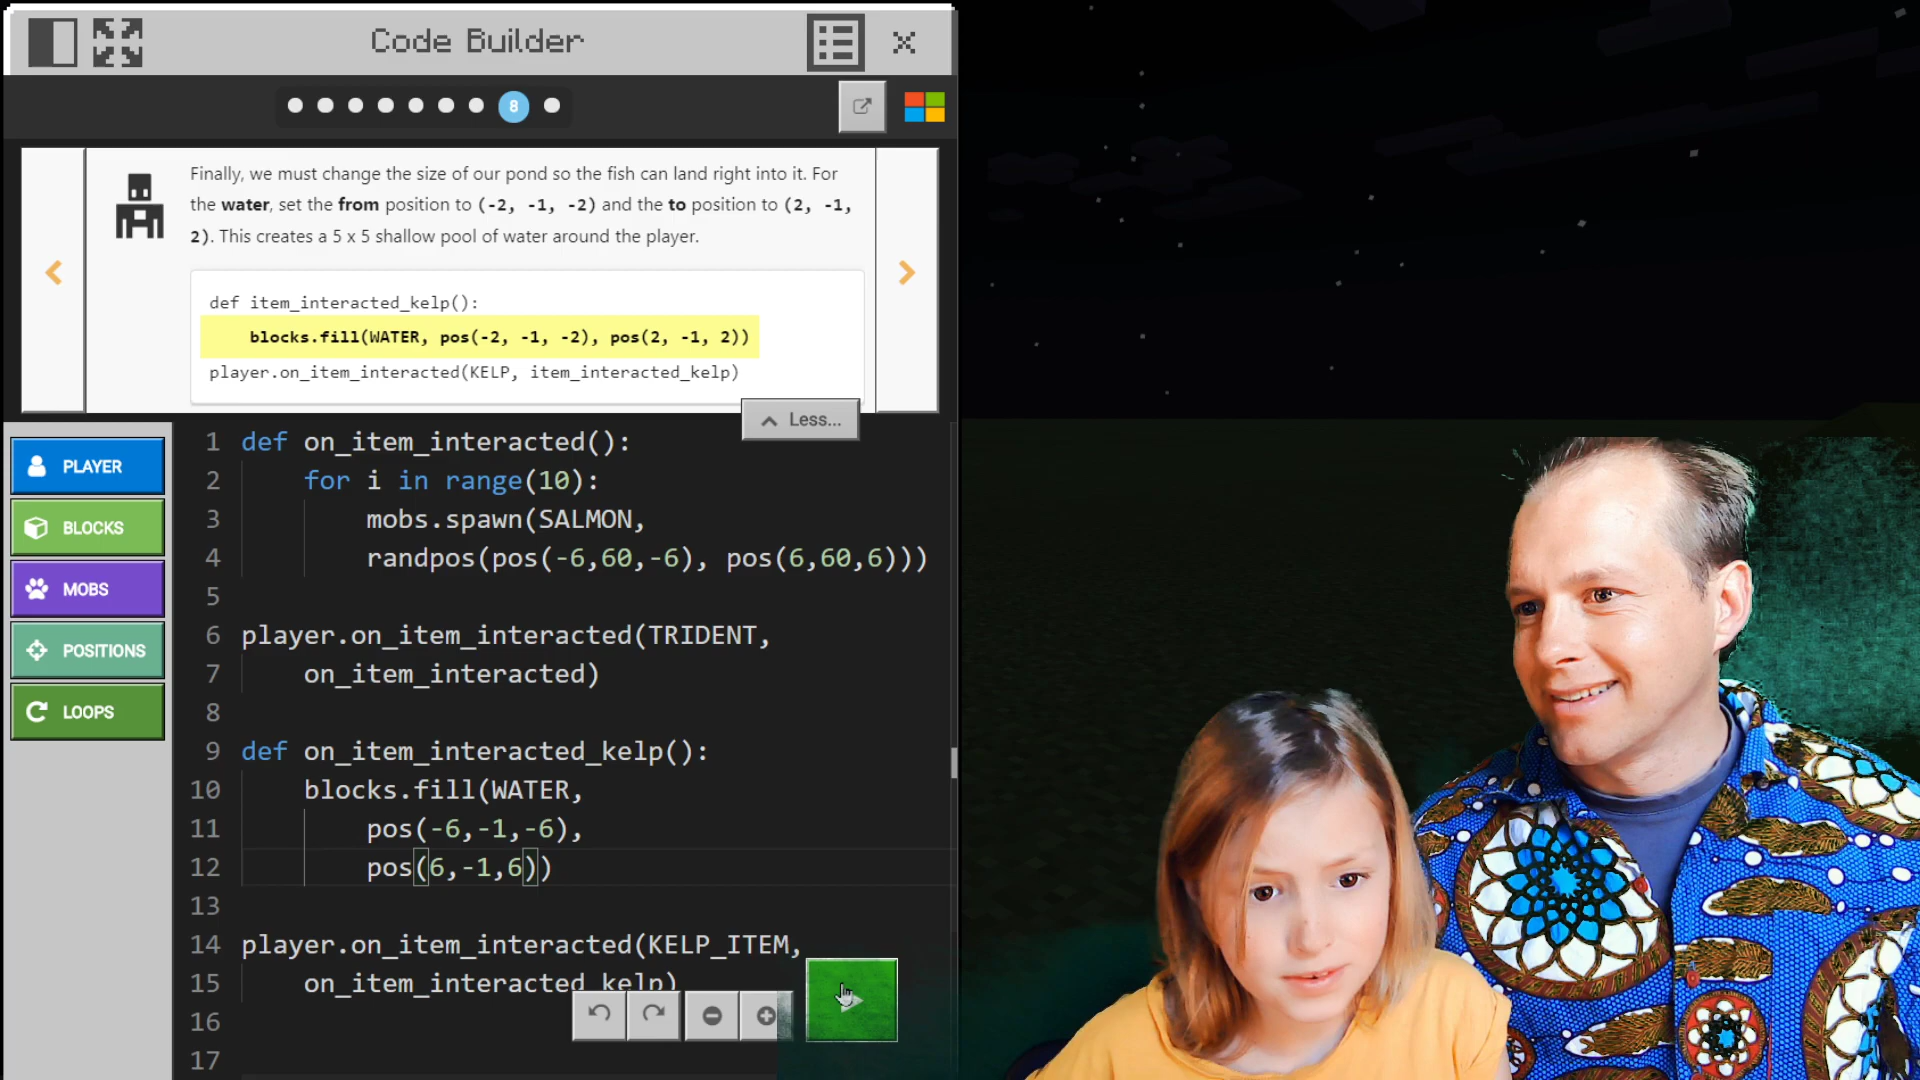 Code Builder
8
Finally, we must change the size of our pond so the fish can land right into it. For
the water, set the from position to (-2, -1, -2) and the to position to (2, -1,
2). This creates a 5 x 5 shallow pool of water around the player.
def item_interacted_kelp():
blocks.fill(WATER, pos(-2, -1, -2), pos(2, -1, 2))
player.on_item_interacted(KELP, item_interacted_kelp)
Less...
PLAYER
BLOCKS
MOBS
POSITIONS
LOOPS
1 def on_item_interacted():
2 for i in range(10):
3 mobs.spawn(SALMON,
4 randpos(pos(-6,60,-6), pos(6,60,6)))
5
6 player.on_item_interacted(TRIDENT,
7 on_item_interacted)
8
9 def on_item_interacted_kelp():
10 blocks.fill(WATER,
11 pos(-6,-1,-6),
12 pos(6,-1,6))
13
14 player.on_item_interacted(KELP_ITEM,
15 on_item_interacted_kelp)
16
17